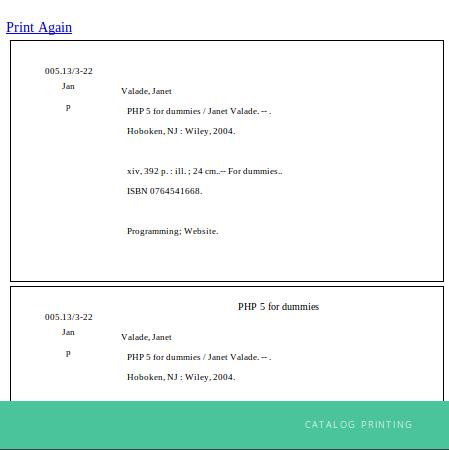 Print Again
005.13/3-22
Jan
p
Valade, Janet
PHP 5 for dummies / Janet Valade. -- .
Hoboken, NJ : Wiley, 2004.
xiv, 392 p. : ill. ; 24 cm..-- For dummies..
ISBN 0764541668.
Programming; Website.
PHP 5 for dummies
005.13/3-22
Jan
p
Valade, Janet
PHP 5 for dummies / Janet Valade. -- .
Hoboken, NJ : Wiley, 2004.
CATALOG PRINTING